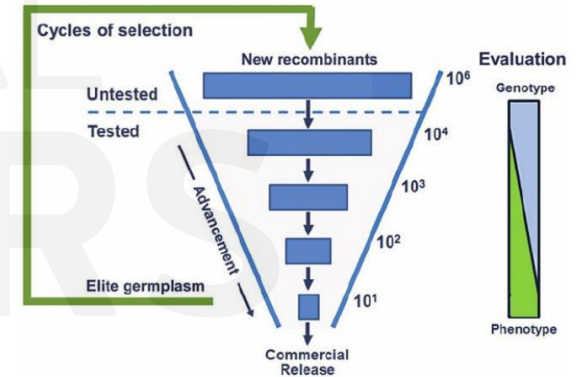 Cycles of selection
New recombinants
Evaluation
Genotype
10⁶
Untested
Tested
10⁴
10³
Advancement
10²
Elite germplasm
10¹
Phenotype
Commercial
Release